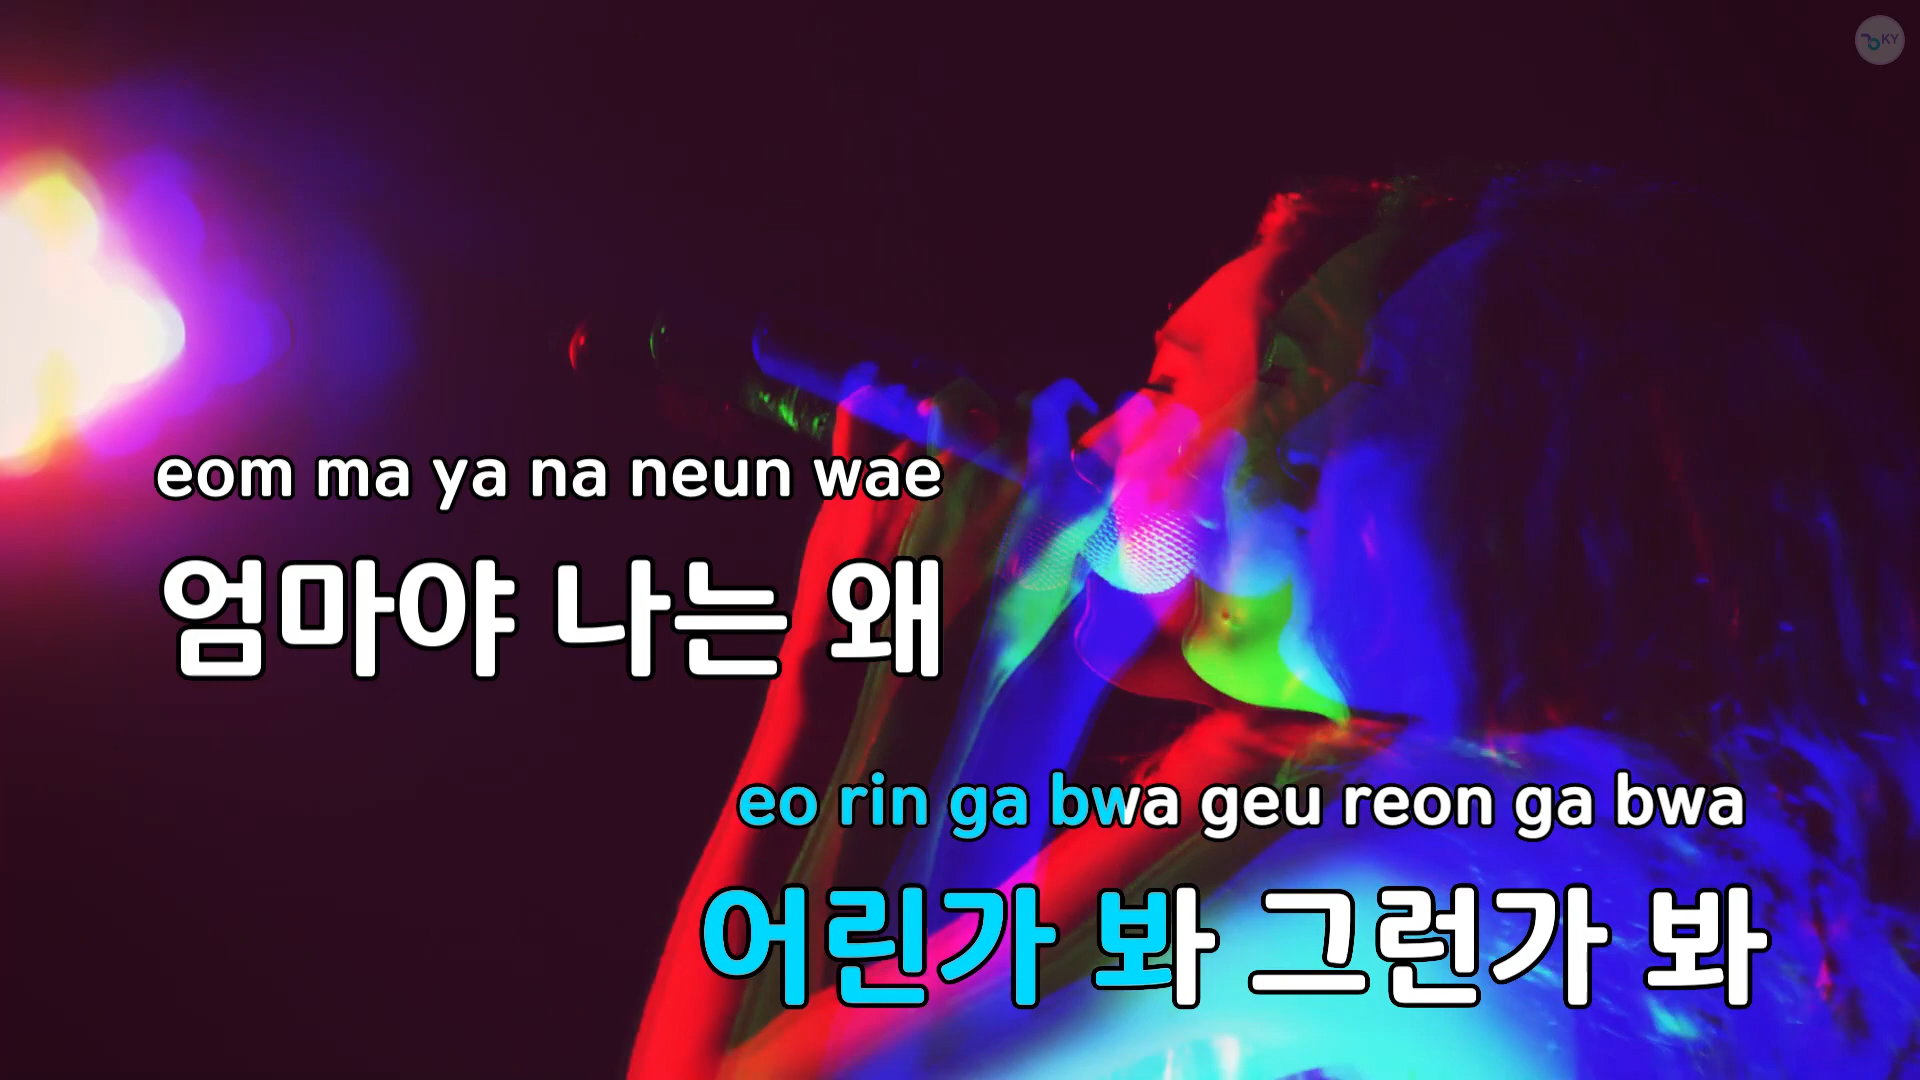 KY
eom ma ya na neun wae
엄마야 나는 왜
eo rin ga bwa geu reon ga bwa
어린가 봐 그런가 봐